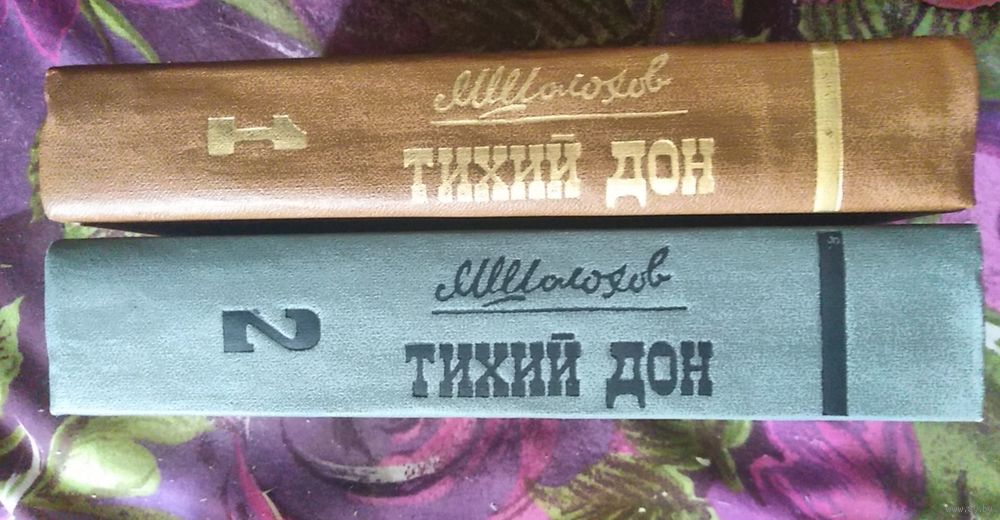 М Шолохов
ТИХИЙ ДОН
1
М Шолохов
ТИХИЙ ДОН
2